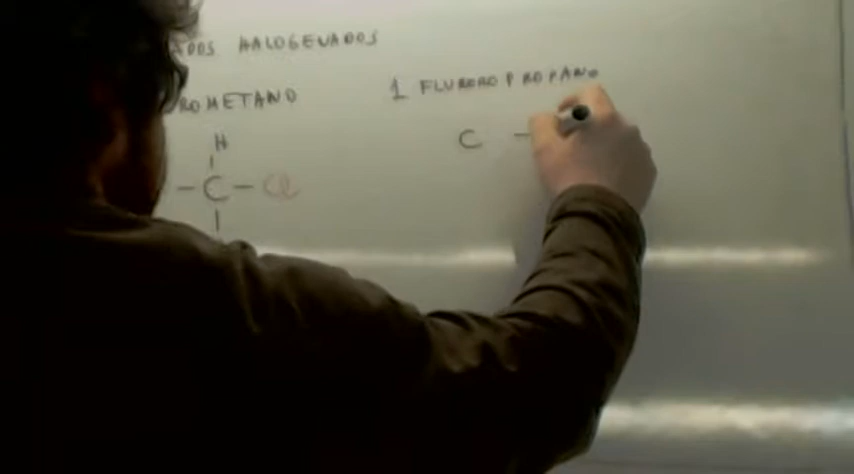 ADOS HALOGENADOS
ROMETANO
1 FLUOROPROPANO
H
C -
- C - Cl